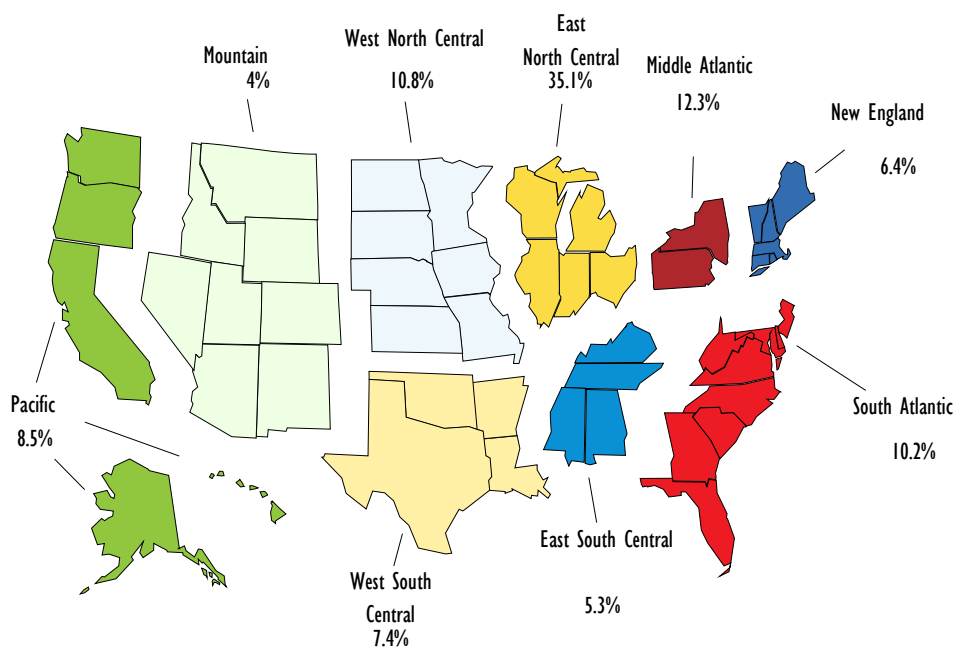 Mountain
4%
West North Central
10.8%
East
North Central
35.1%
Middle Atlantic
12.3%
New England
6.4%
Pacific
8.5%
South Atlantic
10.2%
East South Central
5.3%
West South
Central
7.4%